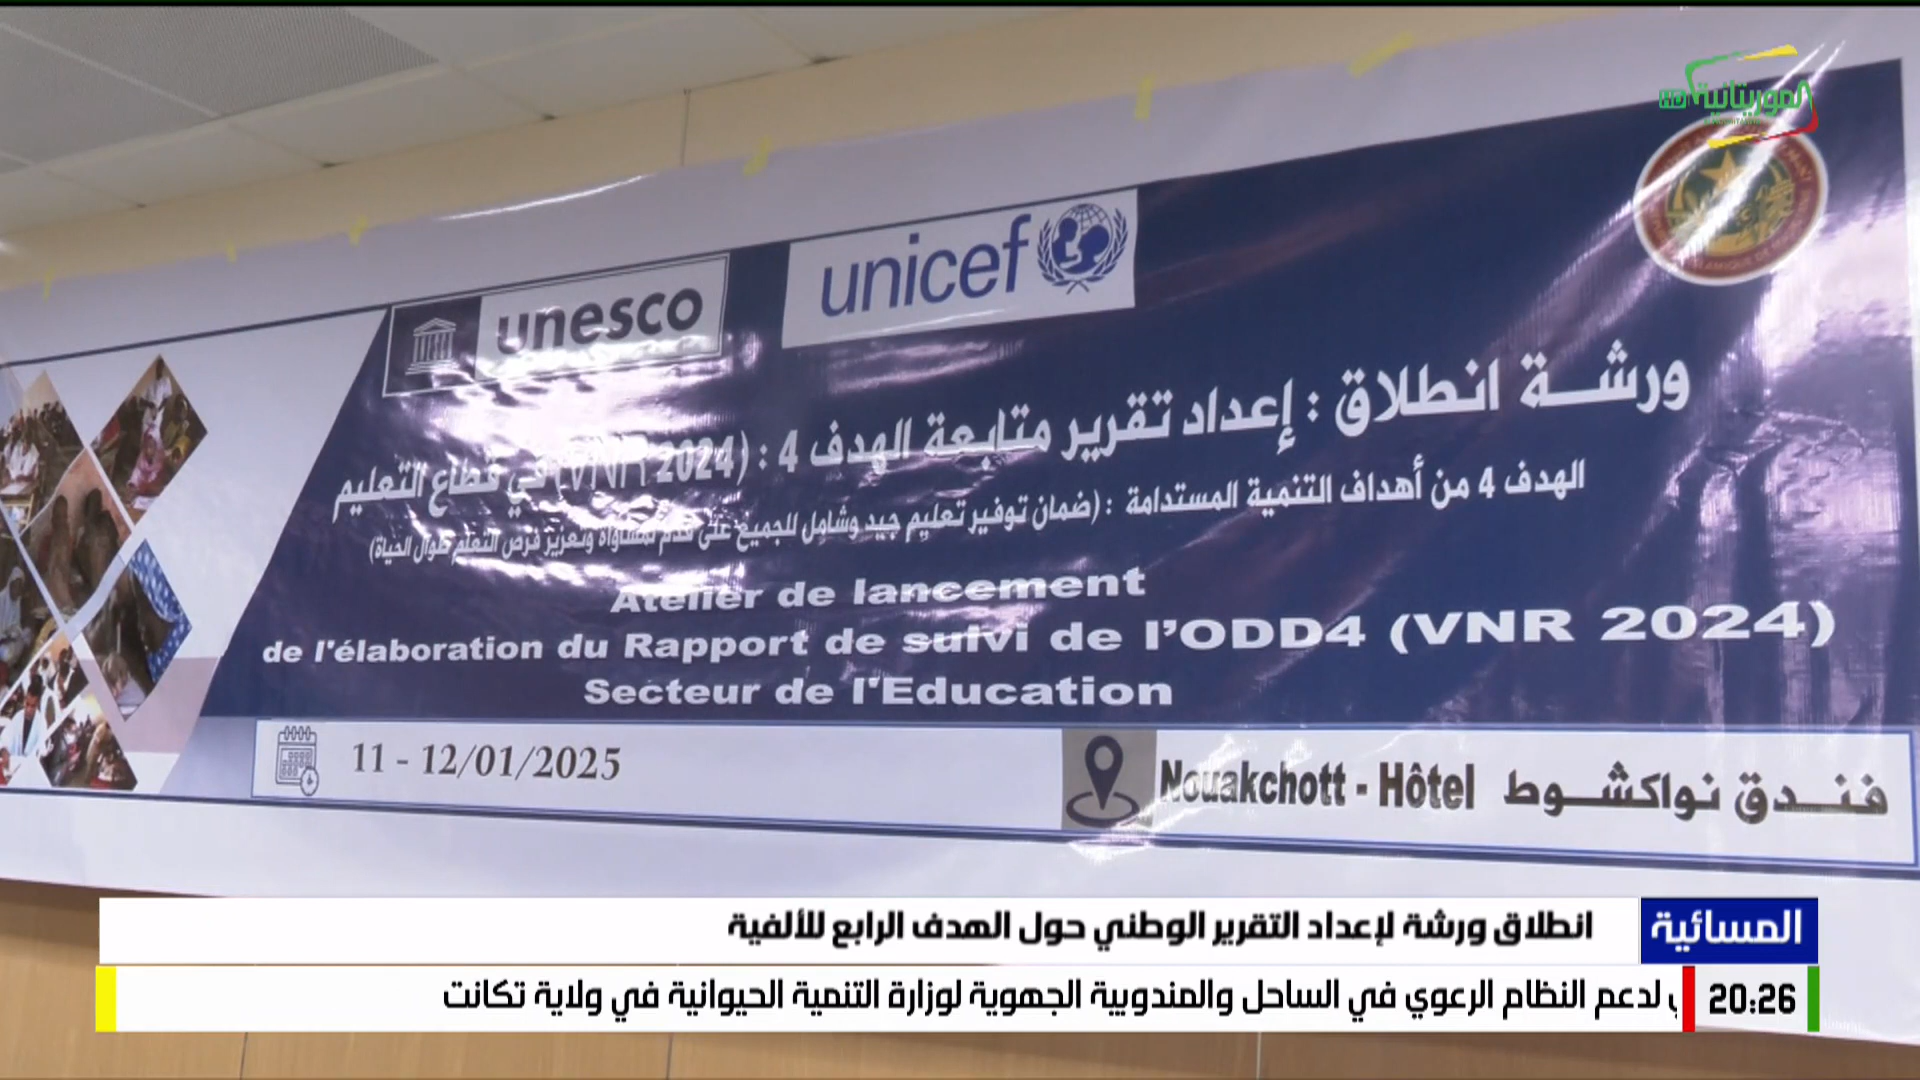 الموريتانية
HD
unesco
unicef
ورشة انطلاق : إعداد تقرير متابعة الهدف 4 : (VNR 2024) في قطاع التعليم
الهدف 4 من أهداف التنمية المستدامة : (ضمان توفير تعليم جيد وشامل للجميع على قدم المساواة وتعزيز فرص التعلم طوال الحياة)
Atelier de lancement
de l'élaboration du Rapport de suivi de l'ODD4 (VNR 2024)
Secteur de l'Education
11 - 12/01/2025
Nouakchott - Hôtel فندق نواكشوط
المسائية
انطلاق ورشة لإعداد التقرير الوطني حول الهدف الرابع للألفية
20:26
لدعم النظام الرعوي في الساحل والمندوبية الجهوية لوزارة التنمية الحيوانية في ولاية تكانت